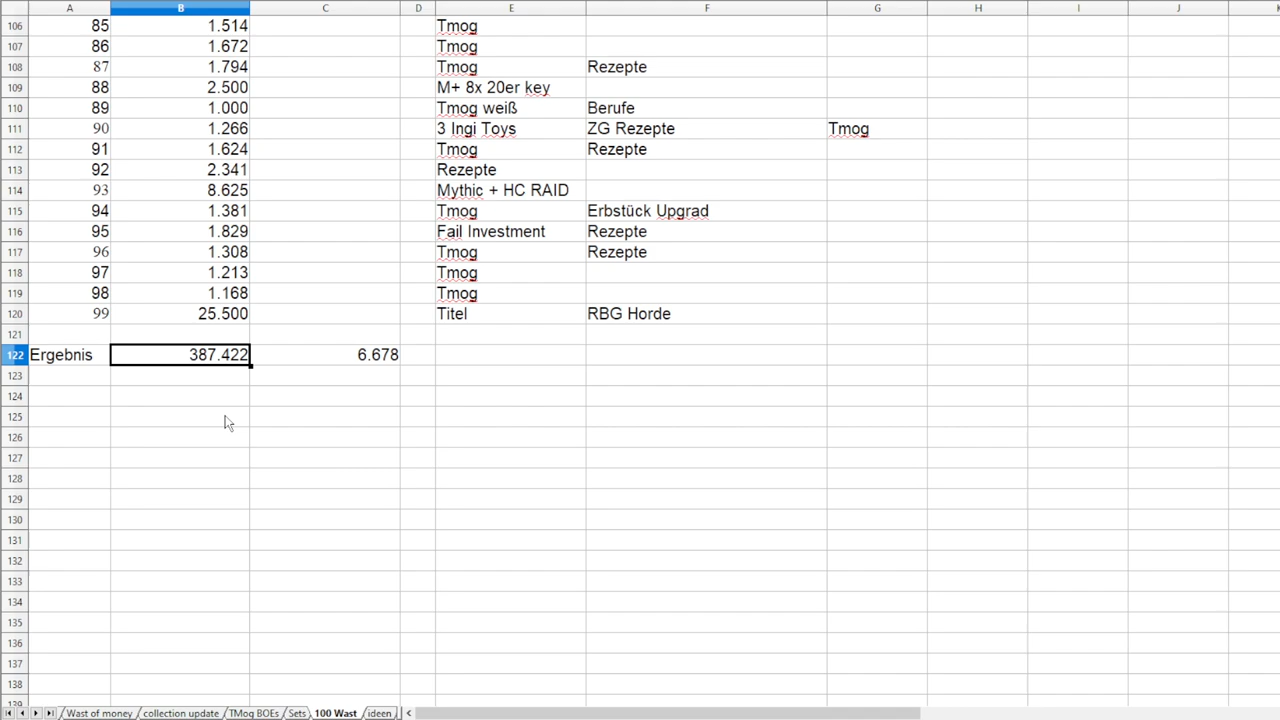 A B C D E F G H I J
106 85 1.514 Tmog
107 86 1.672 Tmog
108 87 1.794 Tmog Rezepte
109 88 2.500 M+ 8x 20er key
110 89 1.000 Tmog weiß Berufe
111 90 1.266 3 Ingi Toys ZG Rezepte Tmog
112 91 1.624 Tmog Rezepte
113 92 2.341 Rezepte
114 93 8.625 Mythic + HC RAID
115 94 1.381 Tmog Erbstück Upgrad
116 95 1.829 Fail Investment Rezepte
117 96 1.308 Tmog Rezepte
118 97 1.213 Tmog
119 98 1.168 Tmog
120 99 25.500 Titel RBG Horde
121
122 Ergebnis 387.422 6.678
123
124
125
126
127
128
129
130
131
132
133
134
135
136
137
138
139
Wast of money collection update TMog BOEs Sets 100 Wast ideen